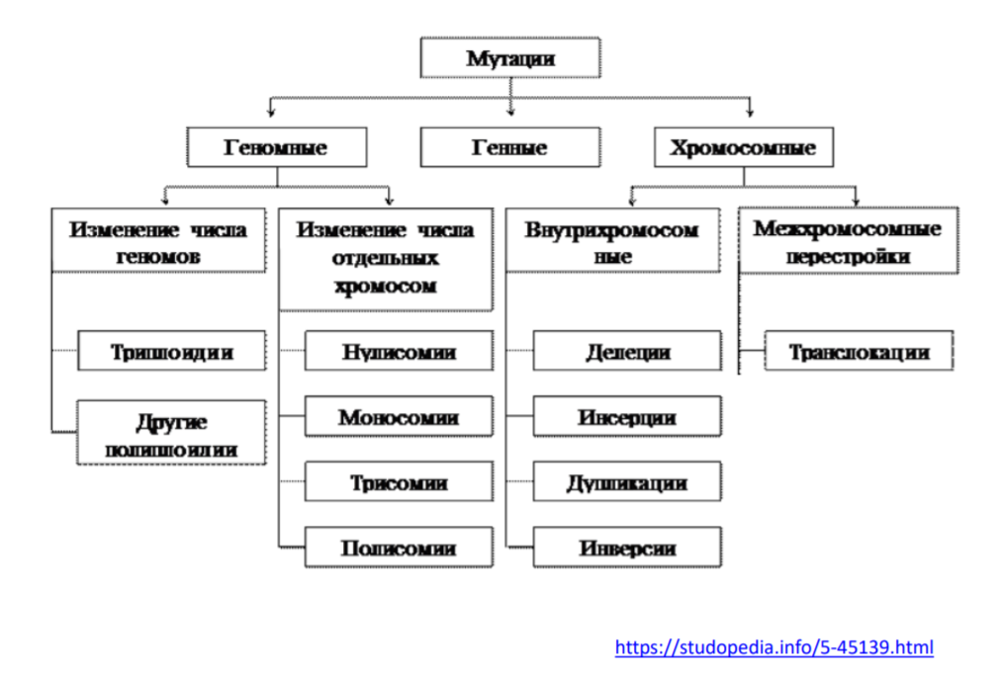 Мутации
Геномные
Генные
Хромосомные
Изменение числа
геномов
Изменение числа
отдельных
хромосом
Внутрихромосом
ные
Межхромосомные
перестройки
Триплоидии
Другие
полиплоидии
Нулисомии
Моносомии
Трисомии
Полисомии
Делеции
Инсерции
Дупликации
Инверсии
Транслокации
https://studopedia.info/5-45139.html